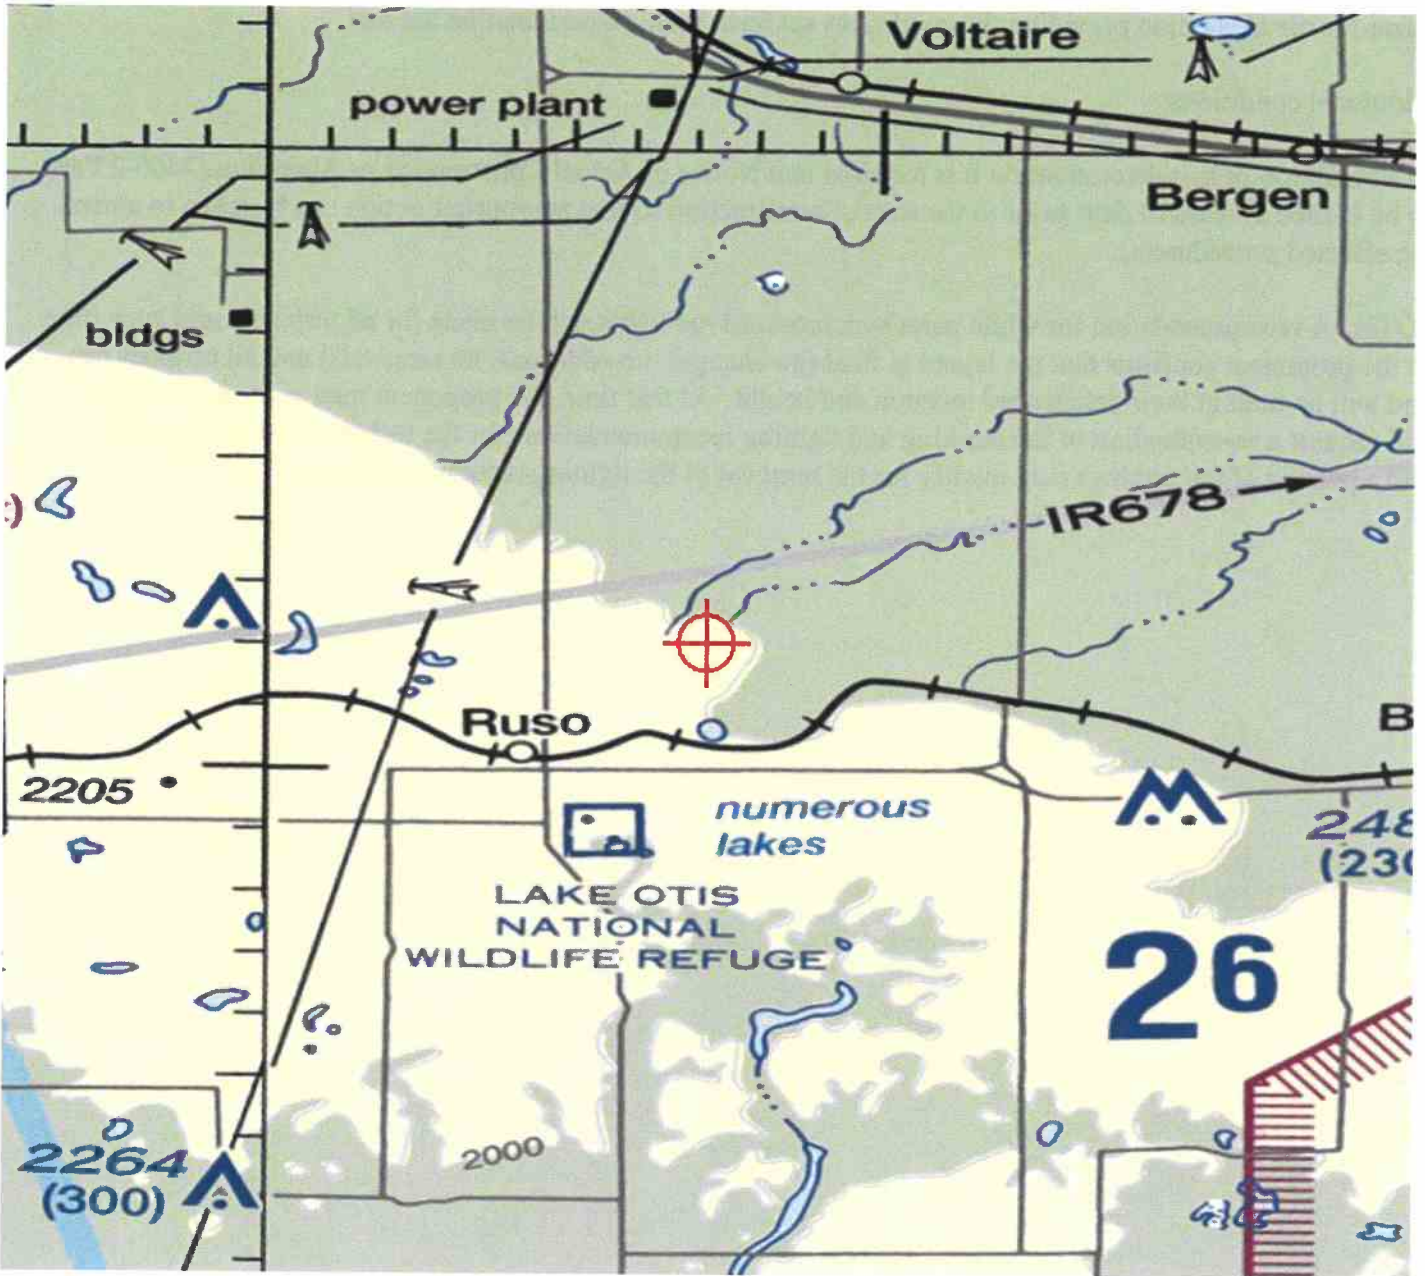 Voltaire
power plant
Bergen
bldgs
IR678
Ruso
B
2205
numerous
lakes
248
(230
LAKE OTIS
NATIONAL
WILDLIFE REFUGE
26
2000
2264
(300)